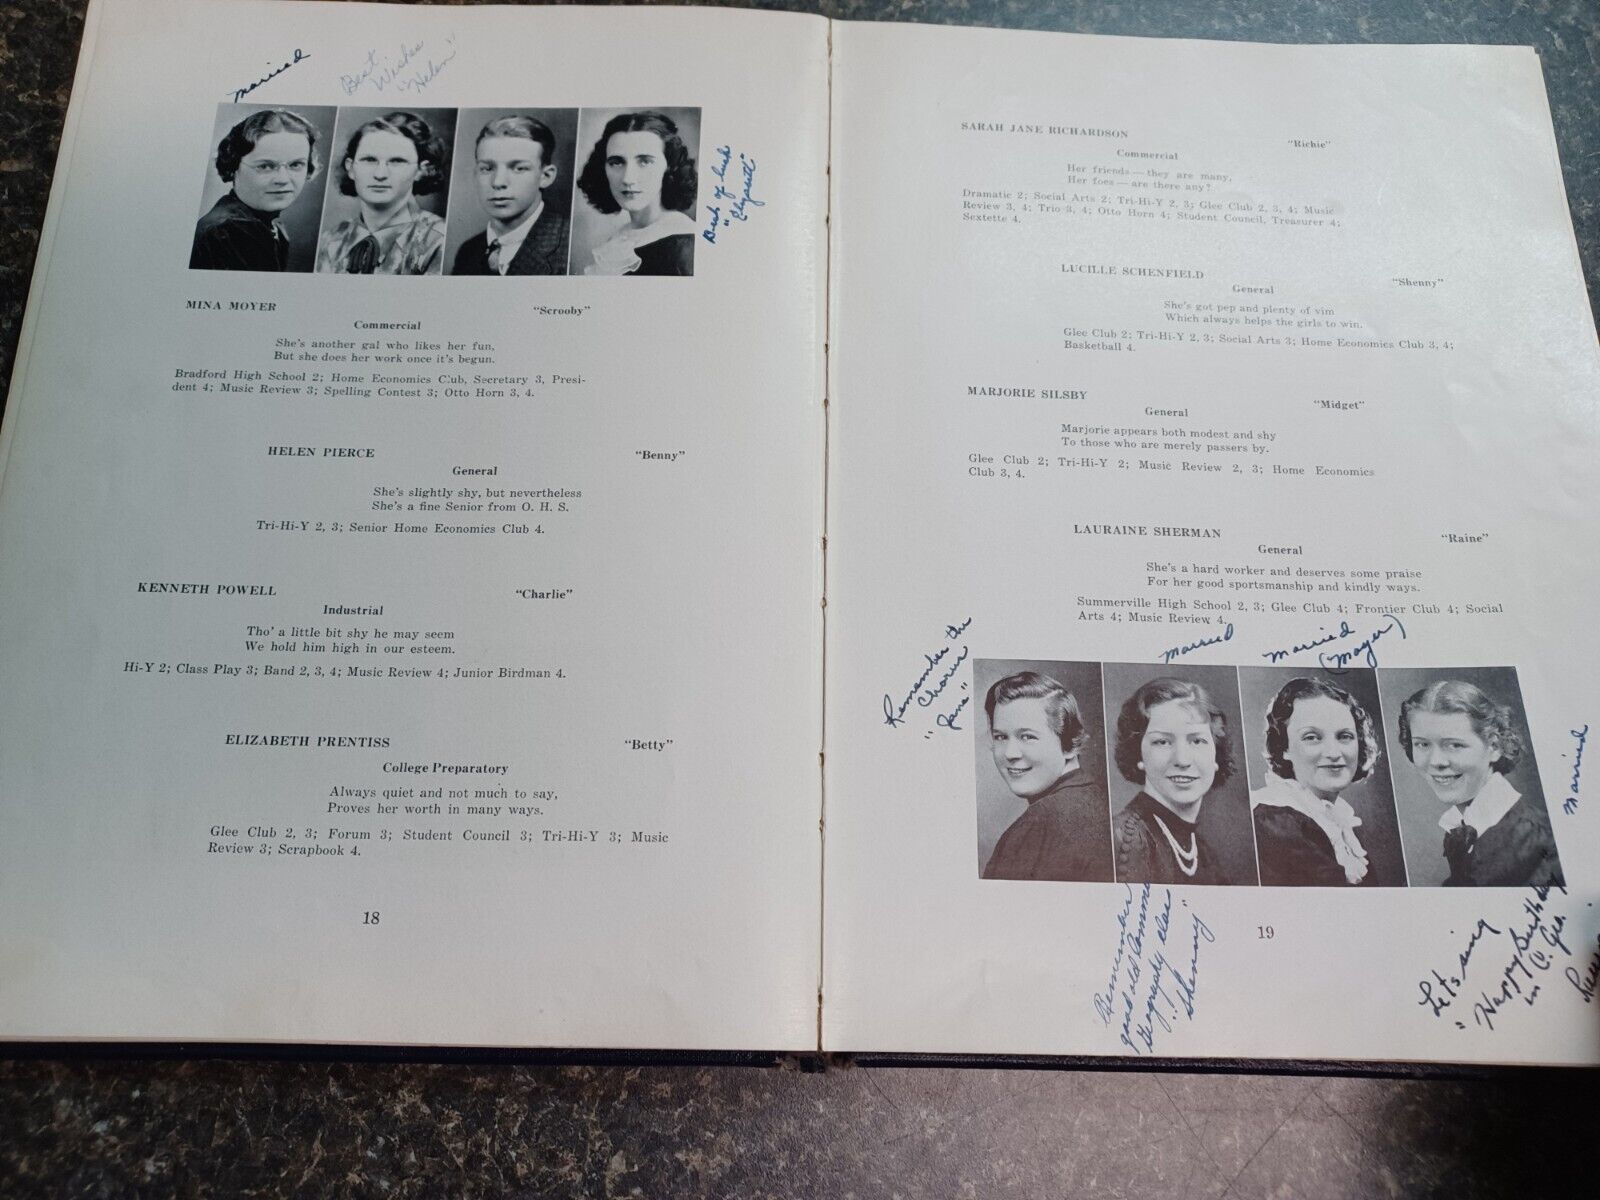 married
Best
Wishes
"Helen"
Best of luck
MINA MOYER "Scrooby"
Commercial
She's another gal who likes her fun,
But she does her work once it's begun.
Bradford High School 2; Home Economics Club, Secretary 3, Presi-
dent 4; Music Review 3; Spelling Contest 3; Otto Horn 3, 4.
HELEN PIERCE "Benny"
General
She's slightly shy, but nevertheless
She's a fine Senior from O. H. S.
Tri-Hi-Y 2, 3; Senior Home Economics Club 4.
KENNETH POWELL "Charlie"
Industrial
Tho' a little bit shy he may seem
We hold him high in our esteem.
Hi-Y 2; Class Play 3; Band 2, 3, 4; Music Review 4; Junior Birdman 4.
ELIZABETH PRENTISS "Betty"
College Preparatory
Always quiet and not much to say,
Proves her worth in many ways.
Glee Club 2, 3; Forum 3; Student Council 3; Tri-Hi-Y 3; Music
Review 3; Scrapbook 4.
18
SARAH JANE RICHARDSON "Richie"
Commercial
Her friends — they are many,
Her foes — are there any?
Dramatic 2; Social Arts 2; Tri-Hi-Y 2, 3; Glee Club 2, 3, 4; Music
Review 3, 4; Trio 3, 4; Otto Horn 4; Student Council, Treasurer 4;
Sextette 4.
LUCILLE SCHENFIELD "Shenny"
General
She's got pep and plenty of vim
Which always helps the girls to win.
Glee Club 2; Tri-Hi-Y 2, 3; Social Arts 3; Home Economics Club 3, 4;
Basketball 4.
MARJORIE SILSBY "Midget"
General
Marjorie appears both modest and shy
To those who are merely passers by.
Glee Club 2; Tri-Hi-Y 2; Music Review 2, 3; Home Economics
Club 3, 4.
LAURAINE SHERMAN "Raine"
General
She's a hard worker and deserves some praise
For her good sportsmanship and kindly ways.
Summerville High School 2, 3; Glee Club 4; Frontier Club 4; Social
Arts 4; Music Review 4.
Remember the
Chorus
"Jane"
married
married
(Moyer)
married
Remember
good old Comm
Geography class
"Shenny"
Let's sing
"Happy Birthday"
in C. Geo.
19